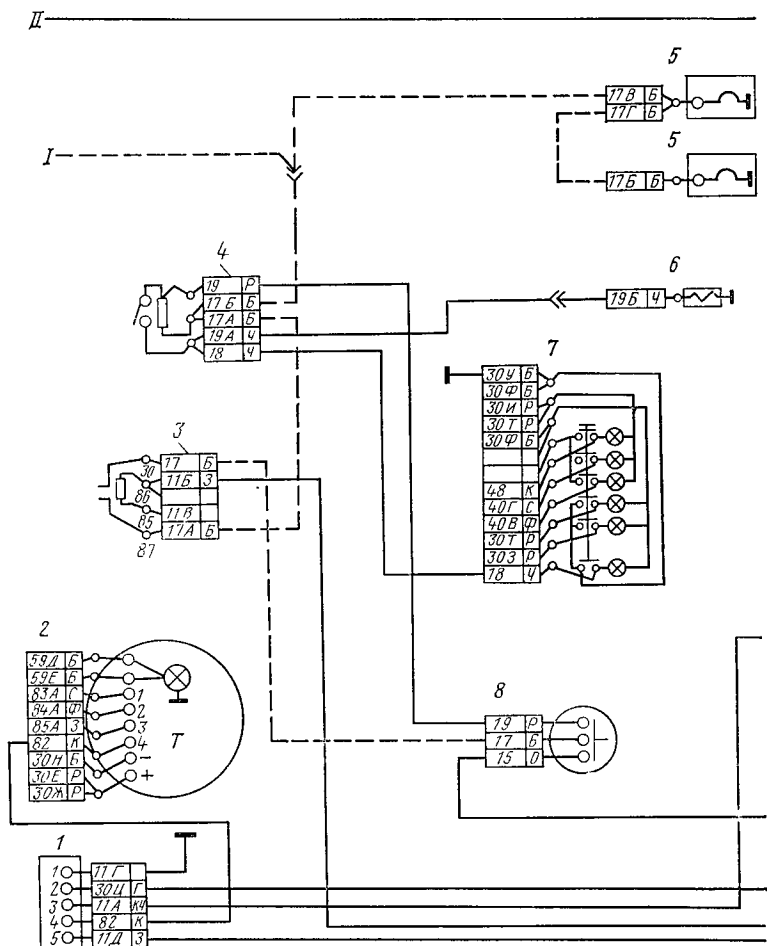 II
5
17В Б
17Г Б
I
5
17Б Б
4
19 Р
17Б Б
17А Б
19А Ч
18 Ч
6
19Б Ч
7
30У Б
30Ф Б
30И Р
30Т Р
30Ф Б
48 К
40Г С
40В Ф
30Т Р
30З Р
18 Ч
3
30
17 Б
86
11Б З
85
11В
87
17А Б
2
59Д Б
59Е Б
83А С 1
84А Ф 2
85А З 3
82 К 4
30Н Б −
30Е Р +
30Ж Р
Т
8
19 Р
17 Б
15 О
1
1 11Г
2 30Ц Г
3 11А КЧ
4 82 К
5 11Д З